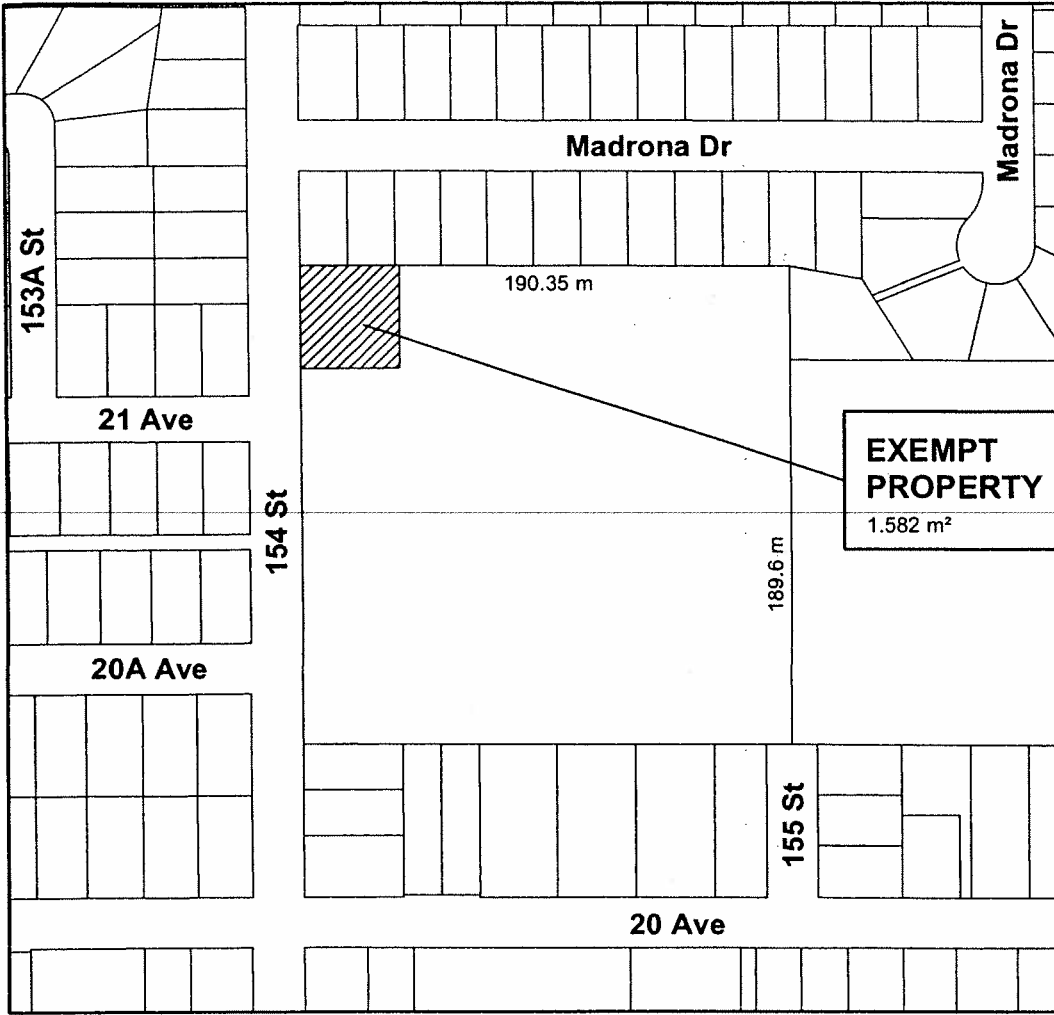 Madrona Dr
Madrona Dr
153A St
190.35 m
21 Ave
EXEMPT
PROPERTY
1.582 m²
154 St
189.6 m
20A Ave
155 St
20 Ave